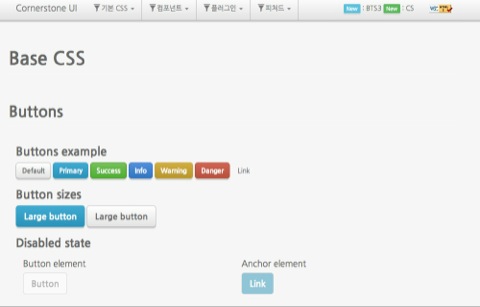 Cornerstone UI 기본 CSS 컴포넌트 플러그인 피쳐드 New : BTS3 New : CS
Base CSS
Buttons
Buttons example
Default Primary Success Info Warning Danger Link
Button sizes
Large button Large button
Disabled state
Button element Anchor element
Button Link